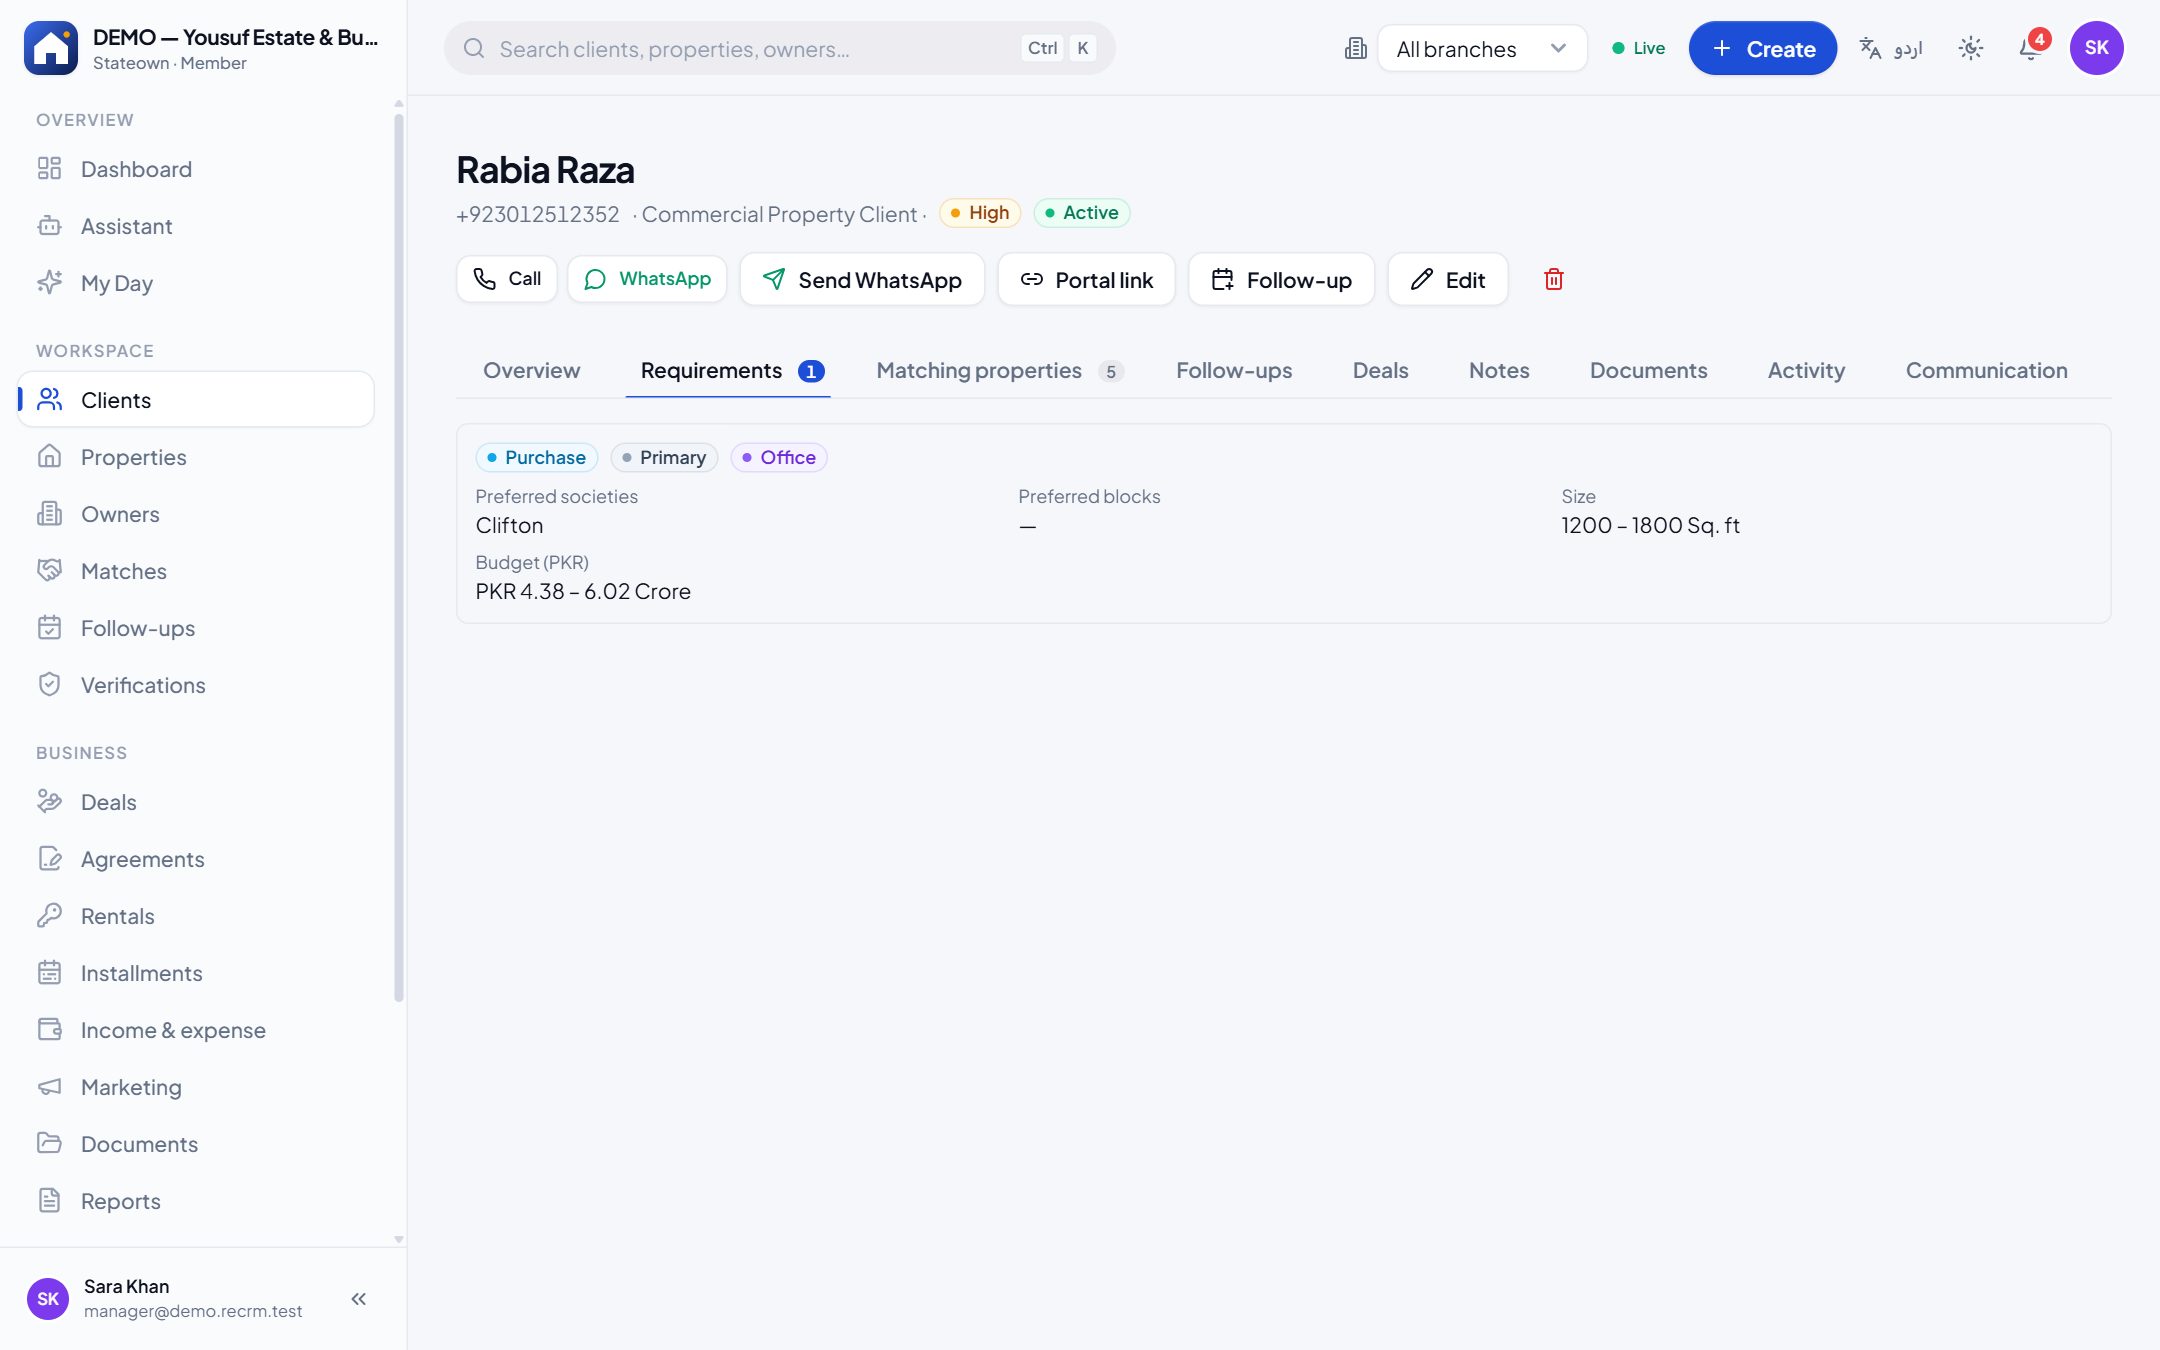 DEMO — Yousuf Estate & Bu...
Stateown · Member
Search clients, properties, owners...
Ctrl K
All branches
Live
Create
اردو
4
SK
OVERVIEW
Dashboard
Assistant
My Day
WORKSPACE
Clients
Properties
Owners
Matches
Follow-ups
Verifications
BUSINESS
Deals
Agreements
Rentals
Installments
Income & expense
Marketing
Documents
Reports
SK
Sara Khan
manager@demo.recrm.test
Rabia Raza
+923012512352 · Commercial Property Client · High Active
Call WhatsApp Send WhatsApp Portal link Follow-up Edit
Overview Requirements 1 Matching properties 5 Follow-ups Deals Notes Documents Activity Communication
Purchase Primary Office
Preferred societies Preferred blocks Size
Clifton — 1200 – 1800 Sq. ft
Budget (PKR)
PKR 4.38 – 6.02 Crore